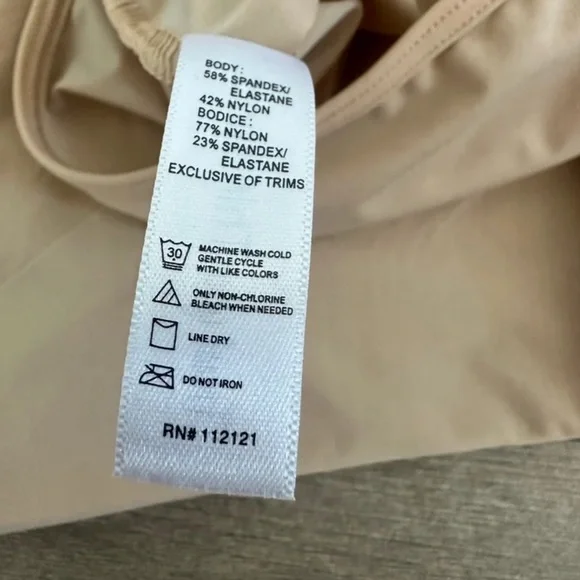 BODY:
58% SPANDEX/
ELASTANE
42% NYLON
BODICE:
77% NYLON
23% SPANDEX/
ELASTANE
EXCLUSIVE OF TRIMS
30
MACHINE WASH COLD
GENTLE CYCLE
WITH LIKE COLORS
ONLY NON-CHLORINE
BLEACH WHEN NEEDED
LINE DRY
DO NOT IRON
RN# 112121